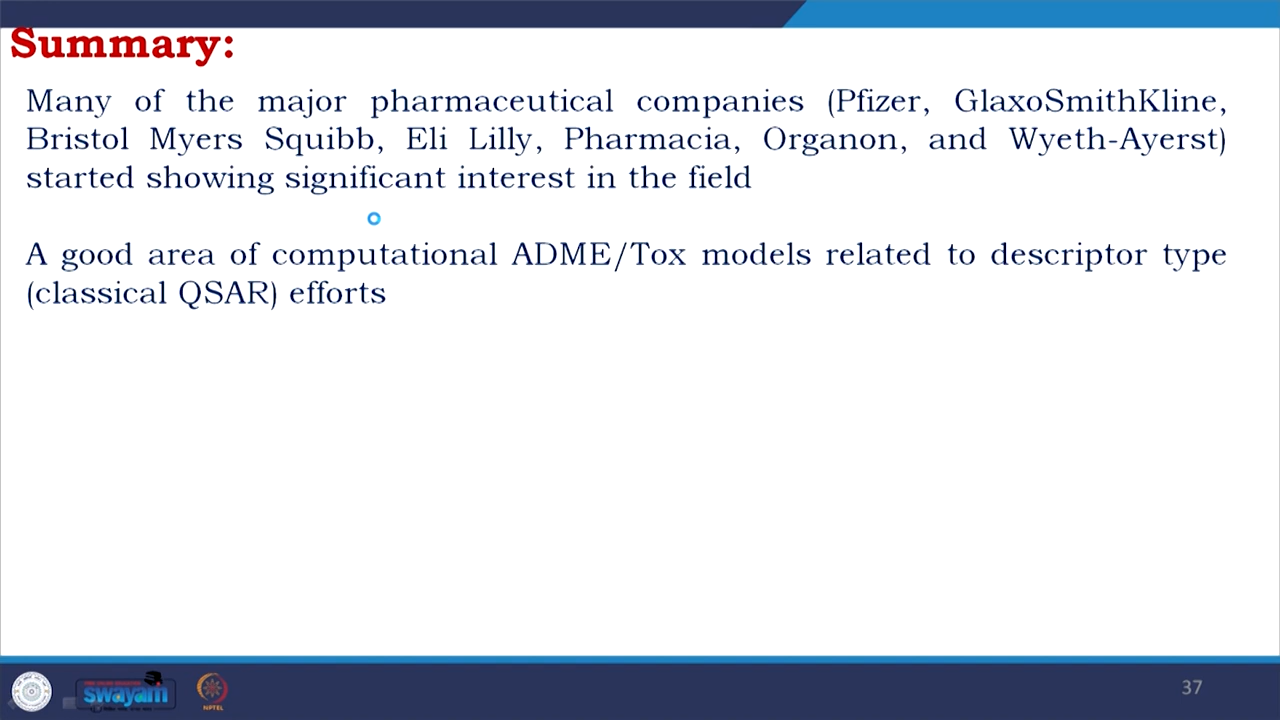 Summary:
Many of the major pharmaceutical companies (Pfizer, GlaxoSmithKline,
Bristol Myers Squibb, Eli Lilly, Pharmacia, Organon, and Wyeth-Ayerst)
started showing significant interest in the field
A good area of computational ADME/Tox models related to descriptor type
(classical QSAR) efforts
swayam
NPTEL
37